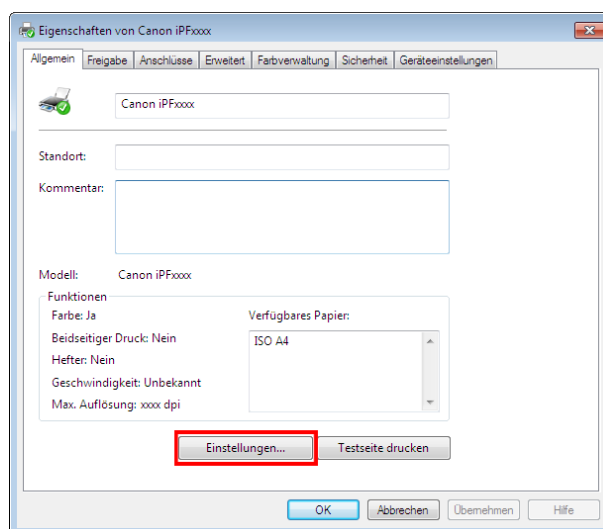 Eigenschaften von Canon iPFxxxx
Allgemein Freigabe Anschlüsse Erweitert Farbverwaltung Sicherheit Geräteeinstellungen
Canon iPFxxxx
Standort:
Kommentar:
Modell: Canon iPFxxxx
Funktionen
Farbe: Ja Verfügbares Papier:
Beidseitiger Druck: Nein ISO A4
Hefter: Nein
Geschwindigkeit: Unbekannt
Max. Auflösung: xxxx dpi
Einstellungen... Testseite drucken
OK Abbrechen Übernehmen Hilfe